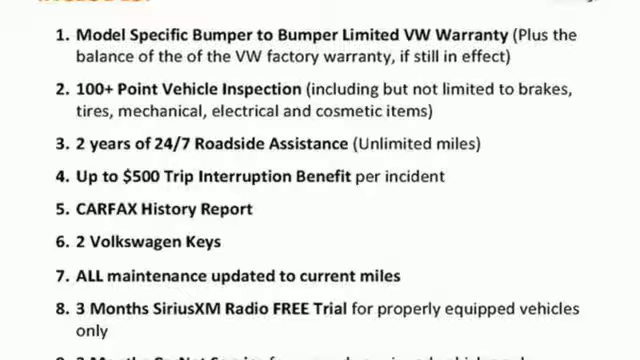 1. Model Specific Bumper to Bumper Limited VW Warranty (Plus the
balance of the of the VW factory warranty, if still in effect)
2. 100+ Point Vehicle Inspection (including but not limited to brakes,
tires, mechanical, electrical and cosmetic items)
3. 2 years of 24/7 Roadside Assistance (Unlimited miles)
4. Up to $500 Trip Interruption Benefit per incident
5. CARFAX History Report
6. 2 Volkswagen Keys
7. ALL maintenance updated to current miles
8. 3 Months SiriusXM Radio FREE Trial for properly equipped vehicles
only